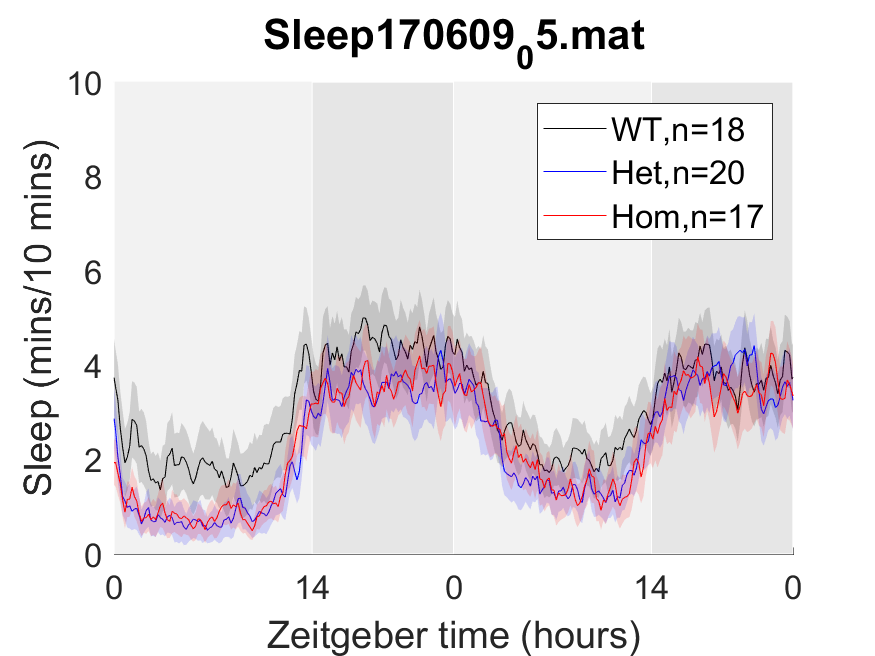 Sleep170609₀5.mat
10
8
6
4
2
0
Sleep (mins/10 mins)
WT,n=18
Het,n=20
Hom,n=17
0 14 0 14 0
Zeitgeber time (hours)